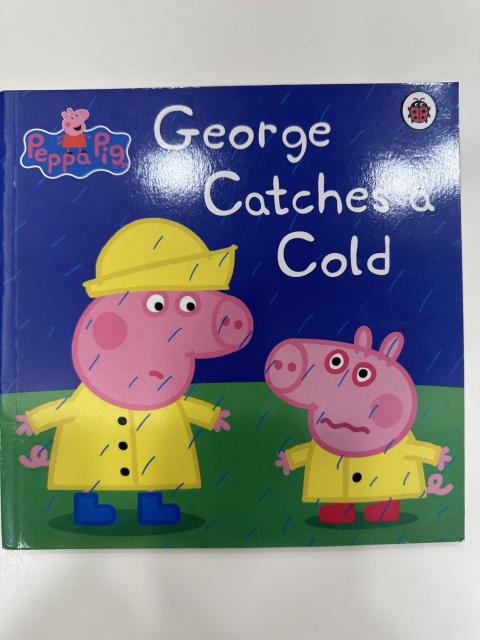 Peppa Pig
George
Catches a
Cold